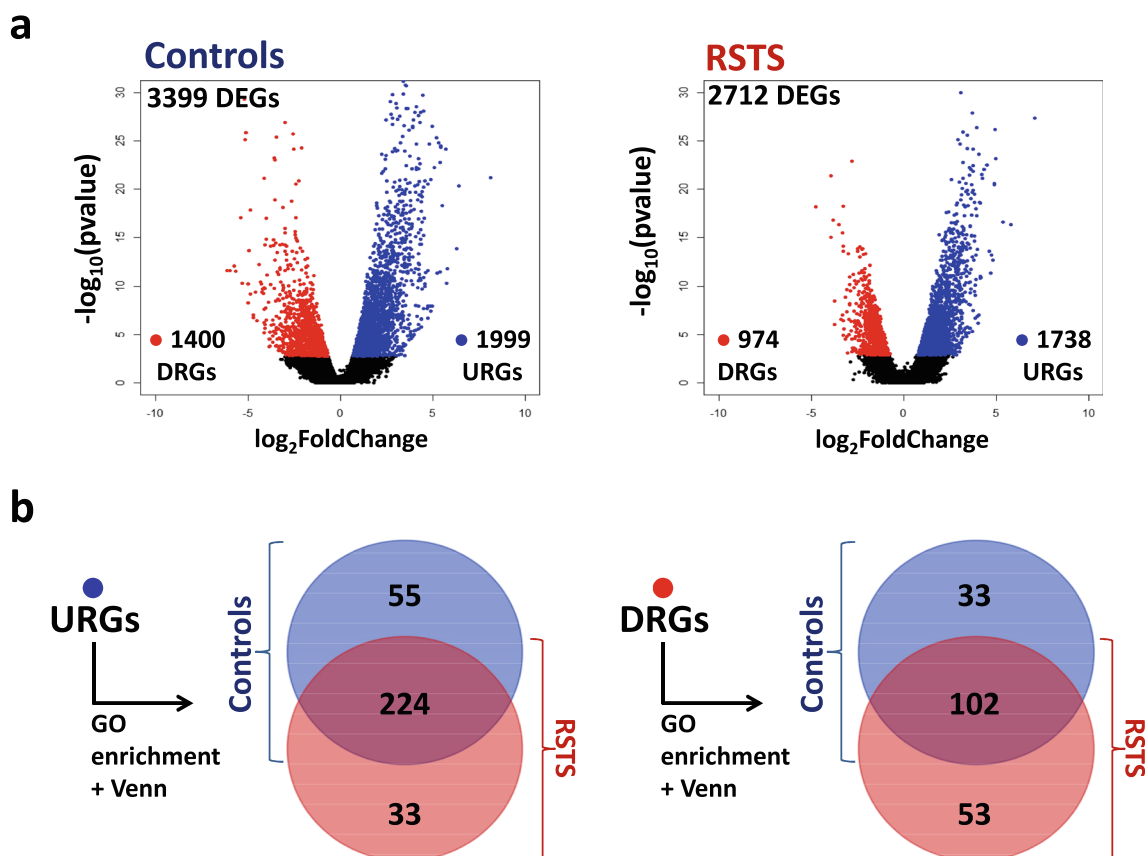 a
Controls
3399 DEGs
30
25
20
15
10
5
0
-log10(pvalue)
1400
DRGs
1999
URGs
-10
-5
0
5
10
log2FoldChange
RSTS
2712 DEGs
30
25
20
15
10
5
0
-log10(pvalue)
974
DRGs
1738
URGs
-10
-5
0
5
10
log2FoldChange
b
URGs
GO
enrichment
+ Venn
Controls
55
224
33
RSTS
DRGs
GO
enrichment
+ Venn
Controls
33
102
53
RSTS